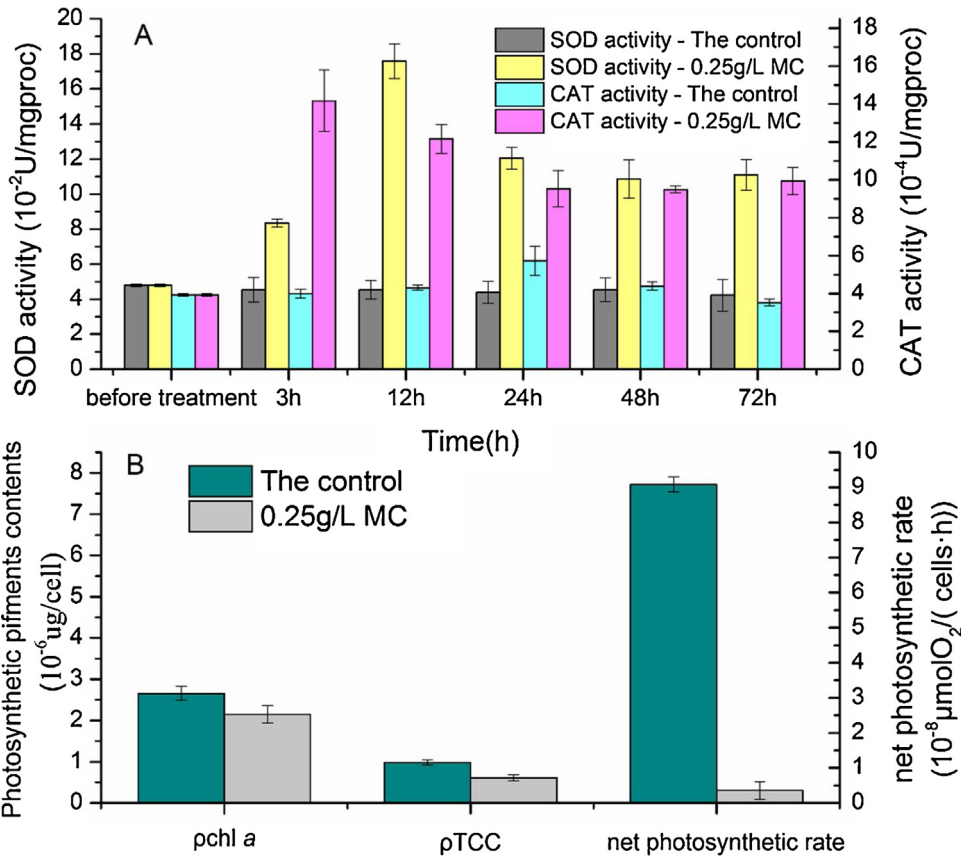 A
SOD activity - The control
SOD activity - 0.25g/L MC
CAT activity - The control
CAT activity - 0.25g/L MC
SOD activity (10⁻²U/mgproc)
20
18
16
14
12
10
8
6
4
2
0
CAT activity (10⁻⁴U/mgproc)
18
16
14
12
10
8
6
4
2
0
before treatment 3h 12h 24h 48h 72h
Time(h)
B
The control
0.25g/L MC
Photosynthetic pifments contents
(10⁻⁶ug/cell)
8
7
6
5
4
3
2
1
0
net photosynthetic rate
(10⁻⁸μmolO₂/( cells·h))
10
9
8
7
6
5
4
3
2
1
0
ρchl a ρTCC net photosynthetic rate